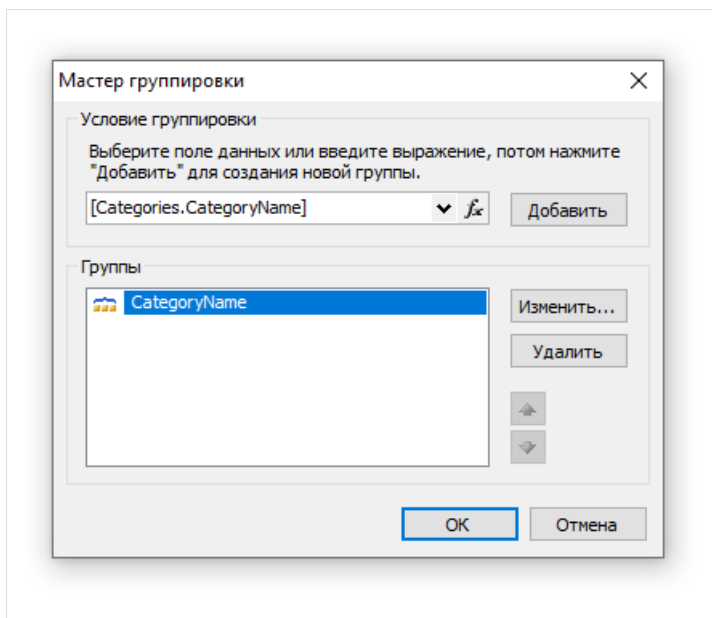 Мастер группировки
Условие группировки
Выберите поле данных или введите выражение, потом нажмите
"Добавить" для создания новой группы.
[Categories.CategoryName]
fx
Добавить
Группы
CategoryName
Изменить...
Удалить
OK
Отмена